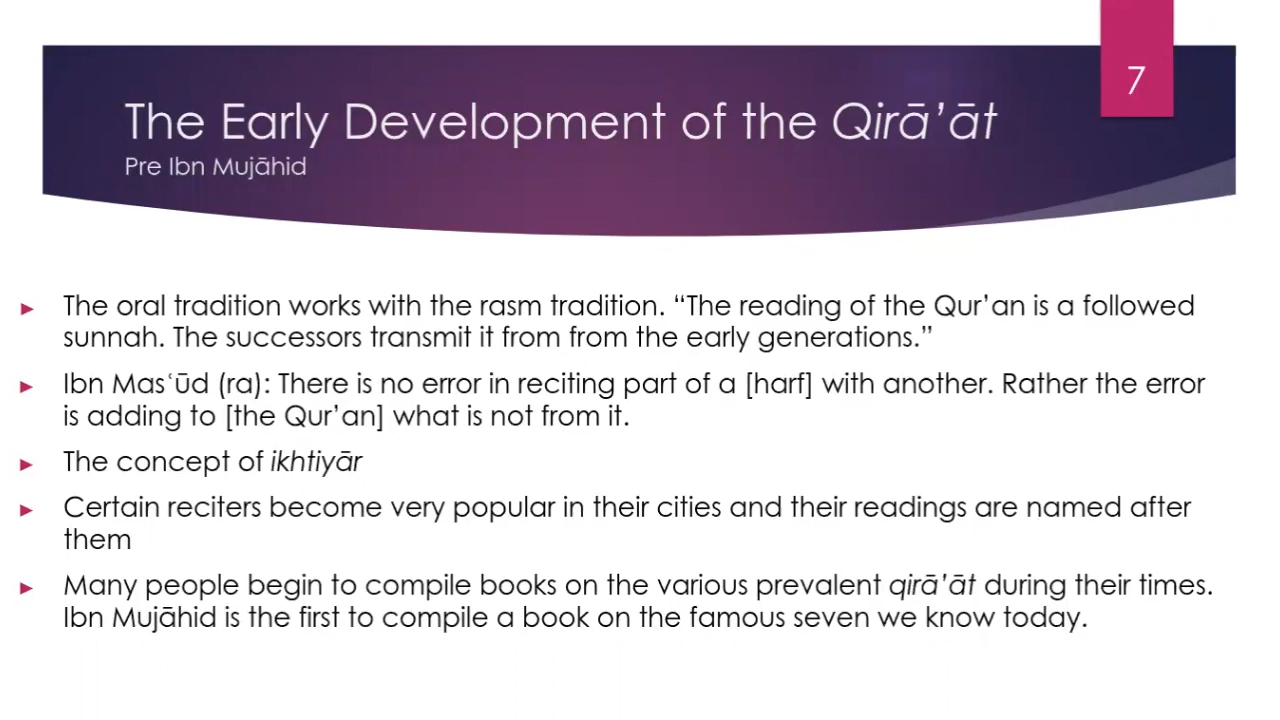 7
The Early Development of the Qirā’āt
Pre Ibn Mujāhid
The oral tradition works with the rasm tradition. “The reading of the Qur’an is a followed
sunnah. The successors transmit it from from the early generations.”
Ibn Masʿūd (ra): There is no error in reciting part of a [harf] with another. Rather the error
is adding to [the Qur’an] what is not from it.
The concept of ikhtiyār
Certain reciters become very popular in their cities and their readings are named after
them
Many people begin to compile books on the various prevalent qirā’āt during their times.
Ibn Mujāhid is the first to compile a book on the famous seven we know today.